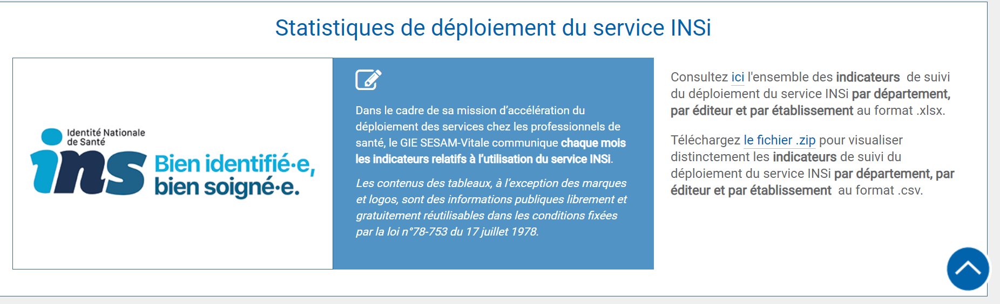 Statistiques de déploiement du service INSi
Identité Nationale
de Santé
ins
Bien identifié·e,
bien soigné·e.
Dans le cadre de sa mission d’accélération du
déploiement des services chez les professionnels de
santé, le GIE SESAM-Vitale communique chaque mois
les indicateurs relatifs à l’utilisation du service INSi.
Les contenus des tableaux, à l’exception des marques
et logos, sont des informations publiques librement et
gratuitement réutilisables dans les conditions fixées
par la loi n°78-753 du 17 juillet 1978.
Consultez ici l'ensemble des indicateurs de suivi
du déploiement du service INSi par département,
par éditeur et par établissement au format .xlsx.
Téléchargez le fichier .zip pour visualiser
distinctement les indicateurs de suivi du
déploiement du service INSi par département, par
éditeur et par établissement au format .csv.